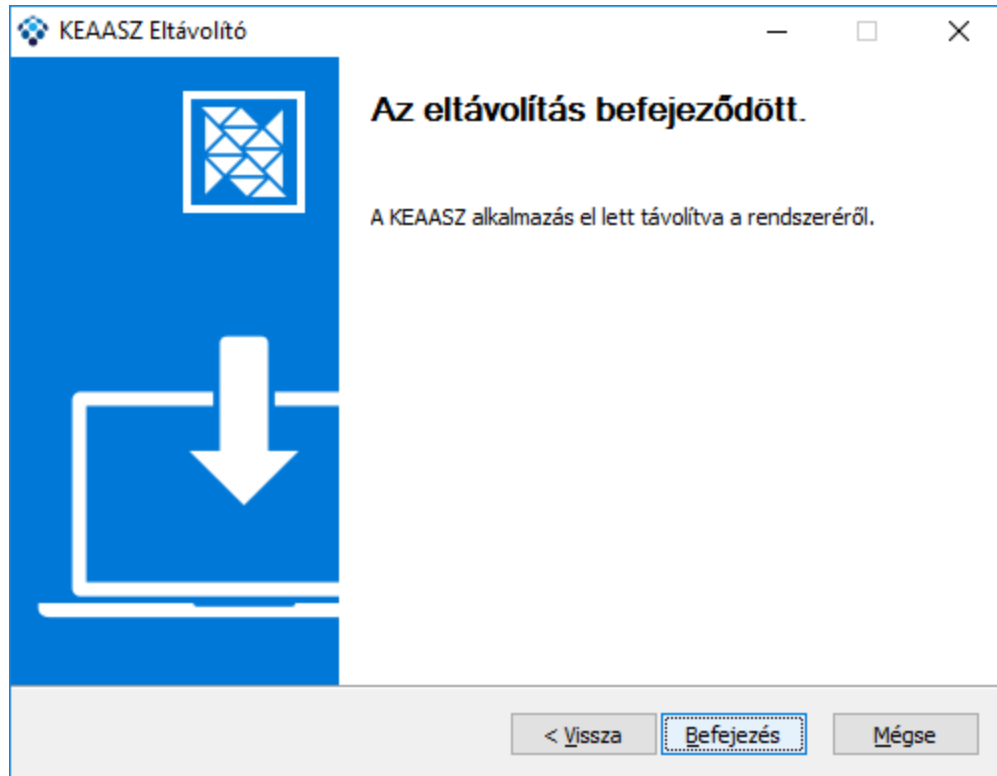 KEAASZ Eltávolító
Az eltávolítás befejeződött.
A KEAASZ alkalmazás el lett távolítva a rendszeréről.
< Vissza
Befejezés
Mégse